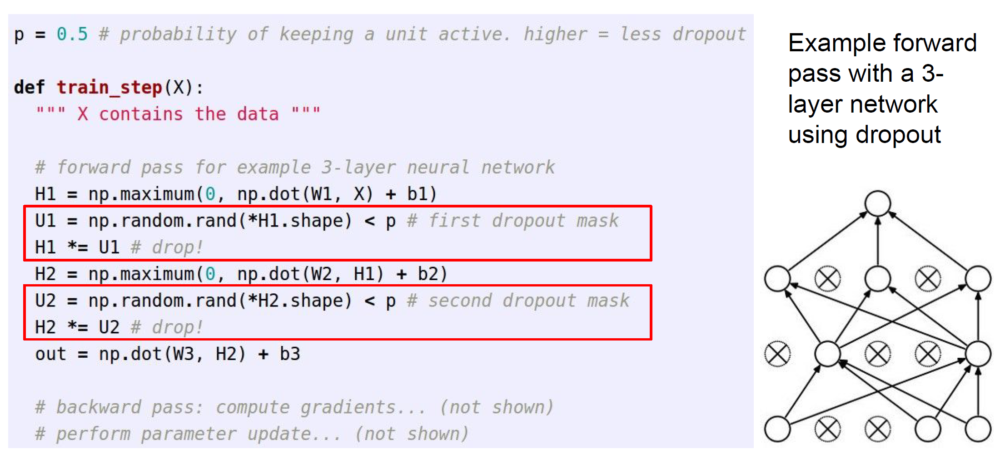 p = 0.5 # probability of keeping a unit active. higher = less dropout
def train_step(X):
""" X contains the data """
# forward pass for example 3-layer neural network
H1 = np.maximum(0, np.dot(W1, X) + b1)
U1 = np.random.rand(*H1.shape) < p # first dropout mask
H1 *= U1 # drop!
H2 = np.maximum(0, np.dot(W2, H1) + b2)
U2 = np.random.rand(*H2.shape) < p # second dropout mask
H2 *= U2 # drop!
out = np.dot(W3, H2) + b3
# backward pass: compute gradients... (not shown)
# perform parameter update... (not shown)
Example forward
pass with a 3-
layer network
using dropout